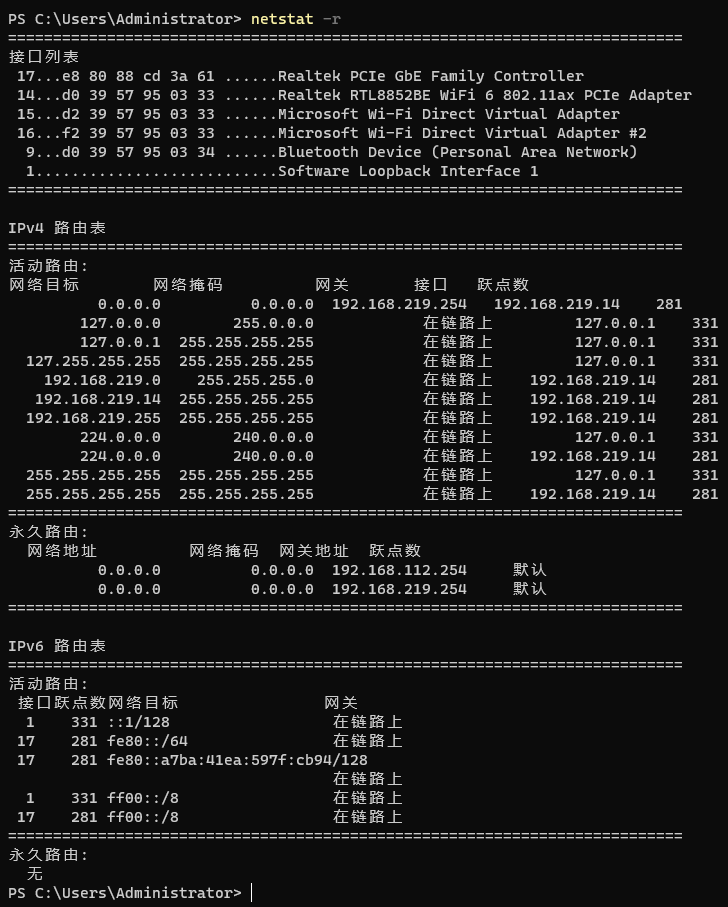 PS C:\Users\Administrator> netstat -r
===========================================================================
接口列表
 17...e8 80 88 cd 3a 61 ......Realtek PCIe GbE Family Controller
 14...d0 39 57 95 03 33 ......Realtek RTL8852BE WiFi 6 802.11ax PCIe Adapter
 15...d2 39 57 95 03 33 ......Microsoft Wi-Fi Direct Virtual Adapter
 16...f2 39 57 95 03 33 ......Microsoft Wi-Fi Direct Virtual Adapter #2
  9...d0 39 57 95 03 34 ......Bluetooth Device (Personal Area Network)
  1...........................Software Loopback Interface 1
===========================================================================

IPv4 路由表
===========================================================================
活动路由:
网络目标        网络掩码          网关       接口   跃点数
          0.0.0.0          0.0.0.0  192.168.219.254   192.168.219.14    281
        127.0.0.0        255.0.0.0            在链路上         127.0.0.1    331
        127.0.0.1  255.255.255.255            在链路上         127.0.0.1    331
  127.255.255.255  255.255.255.255            在链路上         127.0.0.1    331
    192.168.219.0    255.255.255.0            在链路上    192.168.219.14    281
   192.168.219.14  255.255.255.255            在链路上    192.168.219.14    281
  192.168.219.255  255.255.255.255            在链路上    192.168.219.14    281
        224.0.0.0        240.0.0.0            在链路上         127.0.0.1    331
        224.0.0.0        240.0.0.0            在链路上    192.168.219.14    281
  255.255.255.255  255.255.255.255            在链路上         127.0.0.1    331
  255.255.255.255  255.255.255.255            在链路上    192.168.219.14    281
===========================================================================
永久路由:
  网络地址          网络掩码  网关地址  跃点数
          0.0.0.0          0.0.0.0  192.168.112.254     默认
          0.0.0.0          0.0.0.0  192.168.219.254     默认
===========================================================================

IPv6 路由表
===========================================================================
活动路由:
 接口跃点数网络目标                网关
  1    331 ::1/128                  在链路上
 17    281 fe80::/64                在链路上
 17    281 fe80::a7ba:41ea:597f:cb94/128
                                    在链路上
  1    331 ff00::/8                 在链路上
 17    281 ff00::/8                 在链路上
===========================================================================
永久路由:
  无
PS C:\Users\Administrator>